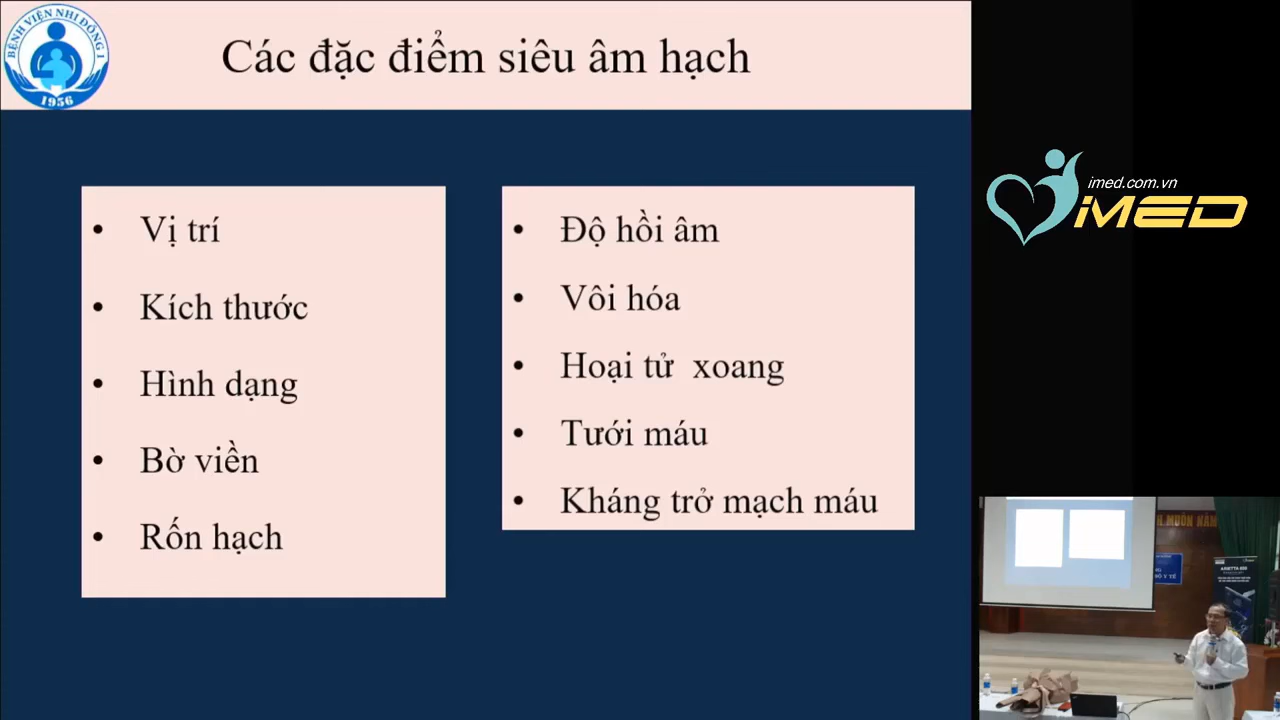 BỆNH VIỆN NHI ĐỒNG 1
1956
Các đặc điểm siêu âm hạch
• Vị trí
• Kích thước
• Hình dạng
• Bờ viền
• Rốn hạch
• Độ hồi âm
• Vôi hóa
• Hoại tử xoang
• Tưới máu
• Kháng trở mạch máu
imed.com.vn
iMED
H MUÔN NĂM